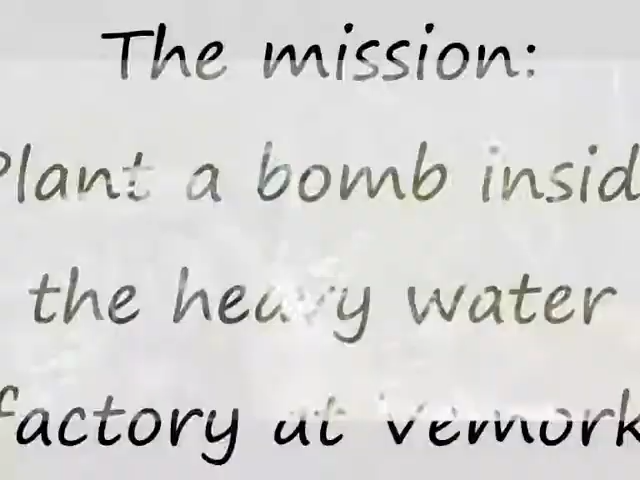 The mission:
Plant a bomb insid
the heavy water
factory at Vemork